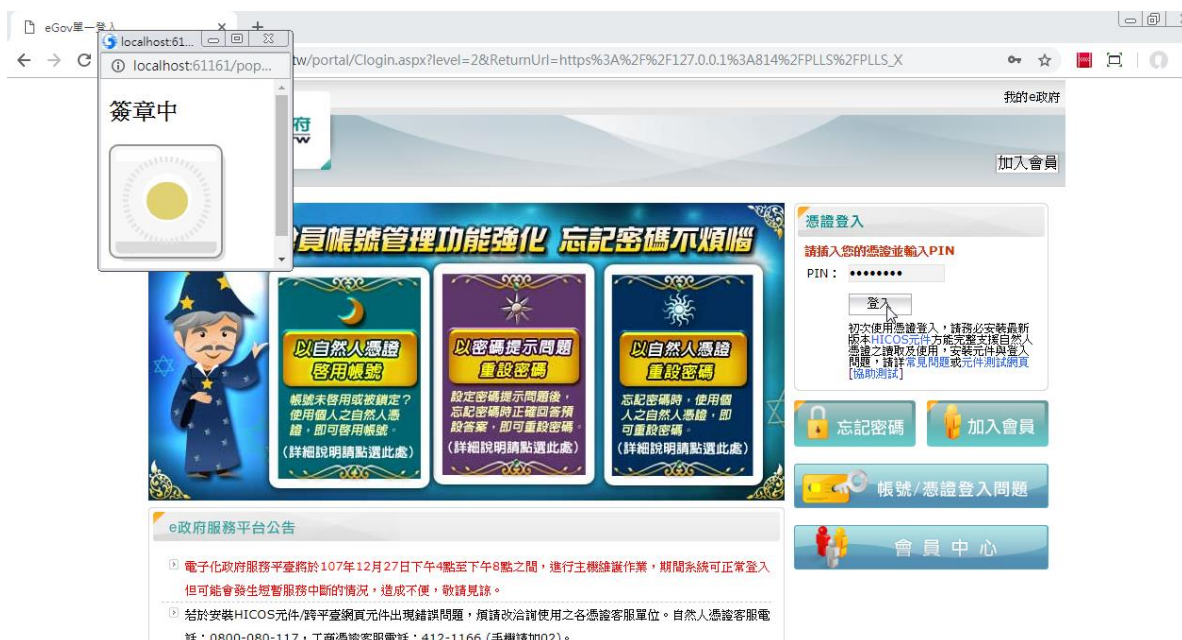 eGov單一登入
localhost:61...
localhost:61161/pop...
tw/portal/Clogin.aspx?level=2&ReturnUrl=https%3A%2F%2F127.0.0.1%3A814%2FPLLS%2FPLLS_X
簽章中
府
我的e政府
加入會員
員帳號管理功能強化 忘記密碼不煩惱
以自然人憑證
啓用帳號
帳號未啓用或被鎖定?
使用個人之自然人憑
證,即可啓用帳號。
(詳細說明請點選此處)
以密碼提示問題
重設密碼
設定密碼提示問題後,
忘記密碼時正確回答預
設答案,即可重設密碼。
(詳細說明請點選此處)
以自然人憑證
重設密碼
忘記密碼時,使用個
人之自然人憑證,即
可重設密碼。
(詳細說明請點選此處)
憑證登入
請插入您的憑證並輸入PIN
PIN:
登入
初次使用憑證登入,請務必安裝最新
版本HICOS元件方能完整支援自然人
憑證之讀取及使用,安裝元件與登入
問題,請詳常見問題或元件測試網頁
[協助測試]
忘記密碼
加入會員
帳號/憑證登入問題
會員中心
e政府服務平台公告
電子化政府服務平臺將於107年12月27日下午4點至下午8點之間,進行主機維護作業,期間系統可正常登入
但可能會發生短暫服務中斷的情況,造成不便,敬請見諒。
若於安裝HICOS元件/跨平臺網頁元件出現錯誤問題,煩請改洽詢使用之各憑證客服單位。自然人憑證客服電
話:0800-080-117,工商憑證客服電話:412-1166 (手機請加02)。